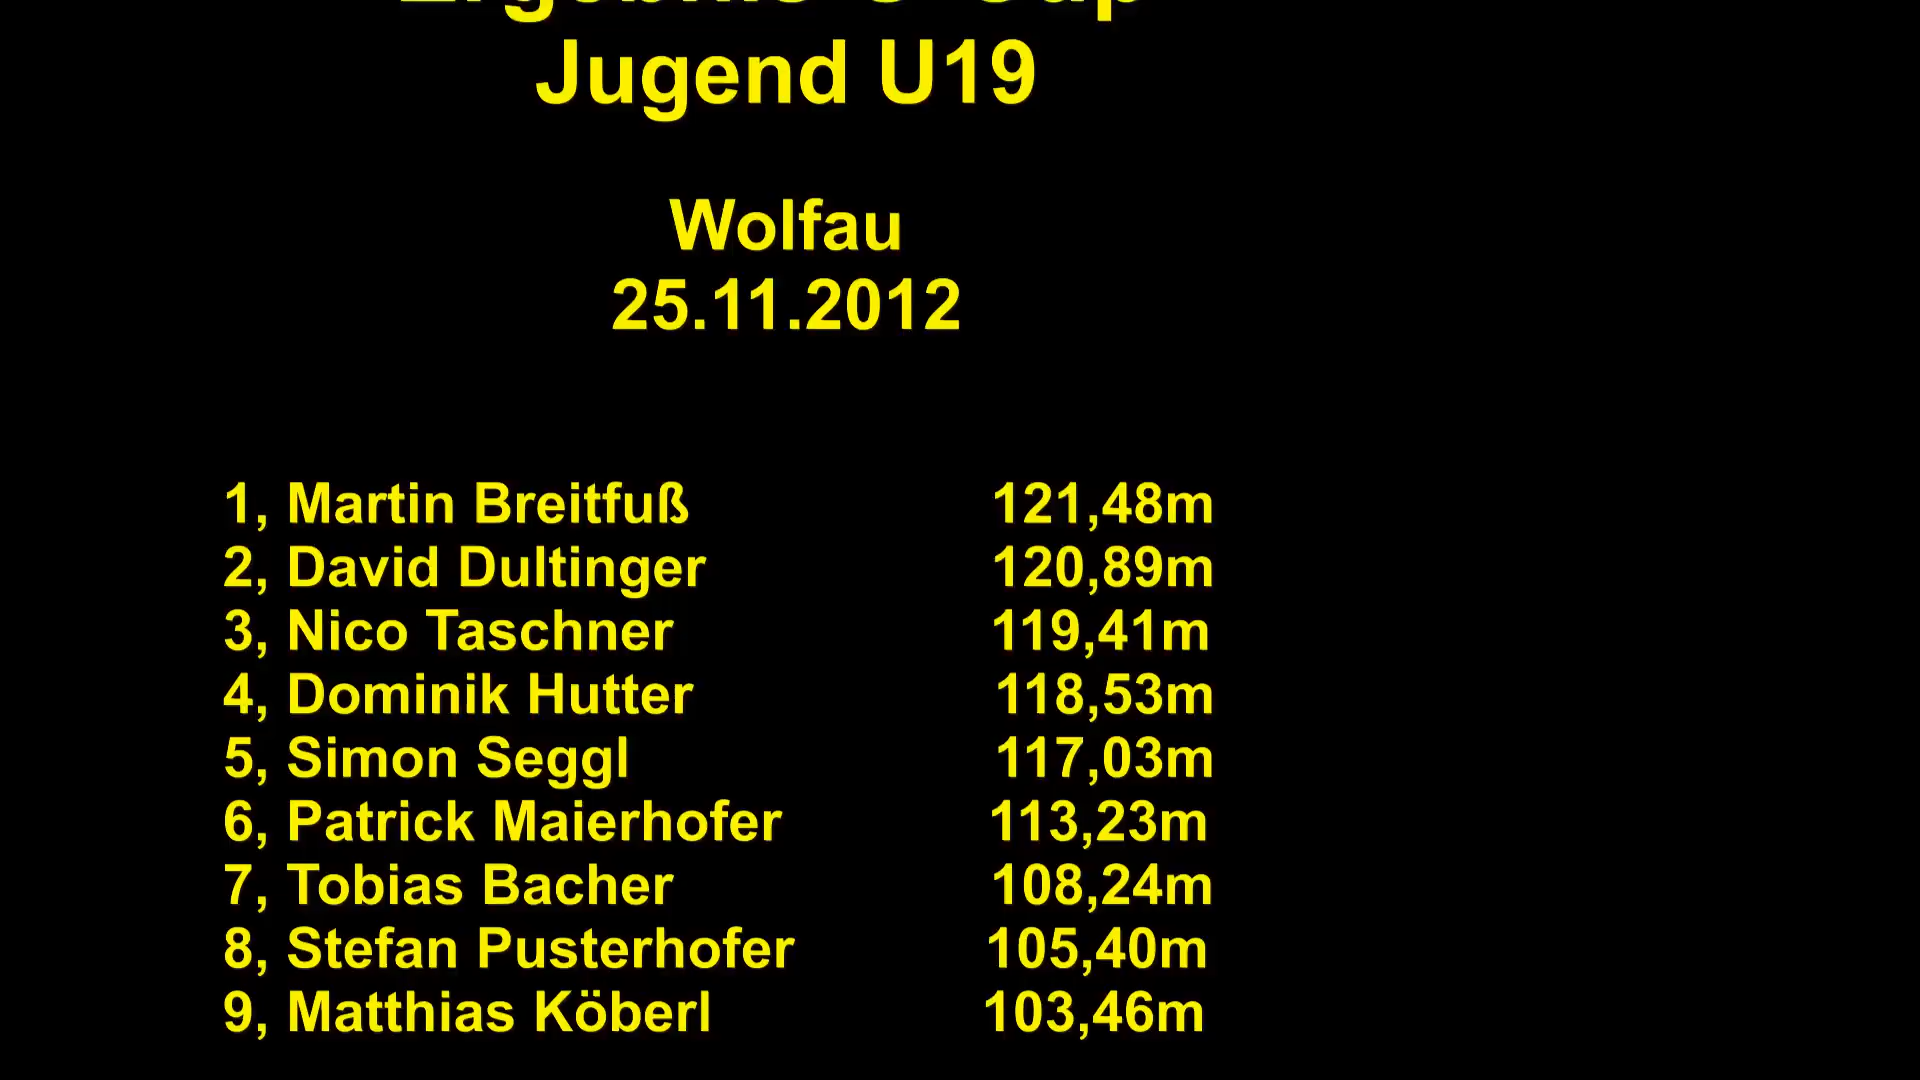 Jugend U19
Wolfau
25.11.2012
1, Martin Breitfuß 121,48m
2, David Dultinger 120,89m
3, Nico Taschner 119,41m
4, Dominik Hutter 118,53m
5, Simon Seggl 117,03m
6, Patrick Maierhofer 113,23m
7, Tobias Bacher 108,24m
8, Stefan Pusterhofer 105,40m
9, Matthias Köberl 103,46m